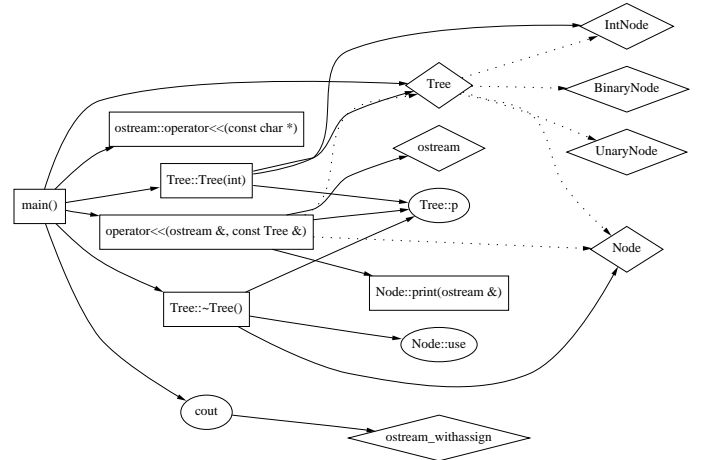 IntNode
Tree
BinaryNode
ostream::operator<<(const char *)
ostream
UnaryNode
Tree::Tree(int)
main()
Tree::p
operator<<(ostream &, const Tree &)
Node
Node::print(ostream &)
Tree::~Tree()
Node::use
cout
ostream_withassign